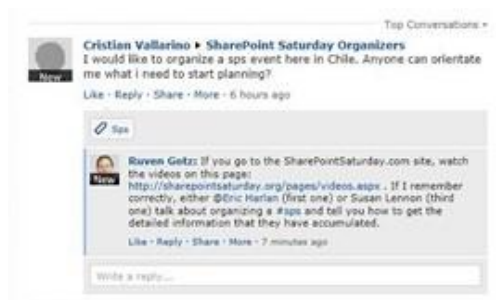 Top Conversations
Cristian Vallarino ▸ SharePoint Saturday Organizers
I would like to organize a sps event here in Chile. Anyone can orientate
me what i need to start planning?
New
Like · Reply · Share · More · 6 hours ago
Sps
Ruven Gotz: If you go to the SharePointSaturday.com site, watch
the videos on this page:
New
http://sharepointsaturday.org/pages/videos.aspx . If I remember
correctly, either @Eric Harlan (first one) or Susan Lennon (third
one) talk about organizing a #sps and tell you how to get the
detailed information that they have accumulated.
Like · Reply · Share · More · 7 minutes ago
Write a reply...